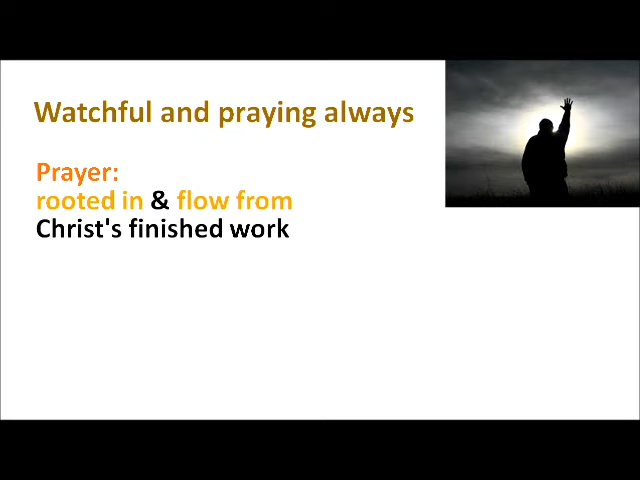 Watchful and praying always
Prayer:
rooted in & flow from
Christ's finished work